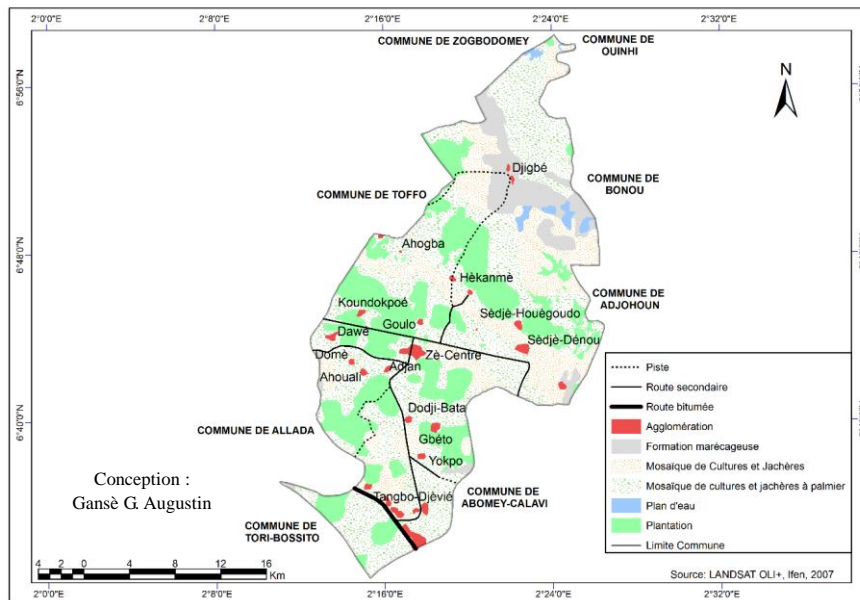 2°0'0"E
2°8'0"E
2°16'0"E
2°24'0"E
2°32'0"E
COMMUNE DE ZOGBODOMEY
COMMUNE DE
OUINHI
6°56'0"N
N
Djigbé
COMMUNE DE
BONOU
COMMUNE DE TOFFO
Ahogba
6°48'0"N
Hèkanmè
COMMUNE DE
ADJOHOUN
Koundokpoé
Sèdjè-Houègoudo
Goulo
Dawé
Sèdjè-Dénou
Domè
Zè-Centre
Adjan
Ahouali
Dodji-Bata
6°40'0"N
COMMUNE DE ALLADA
Gbéto
Yokpo
Conception :
Gansè G. Augustin
Tangbo-Djèvié
COMMUNE DE
ABOMEY-CALAVI
COMMUNE DE
TORI-BOSSITO
Piste
Route secondaire
Route bitumée
Agglomération
Formation marécageuse
Mosaïque de Cultures et Jachères
Mosaïque de cultures et jachères à palmier
Plan d'eau
Plantation
Limite Commune
4 2 0 4 8 12 16
Km
Source: LANDSAT OLI+, Ifen, 2007
2°0'0"E
2°8'0"E
2°16'0"E
2°24'0"E
2°32'0"E